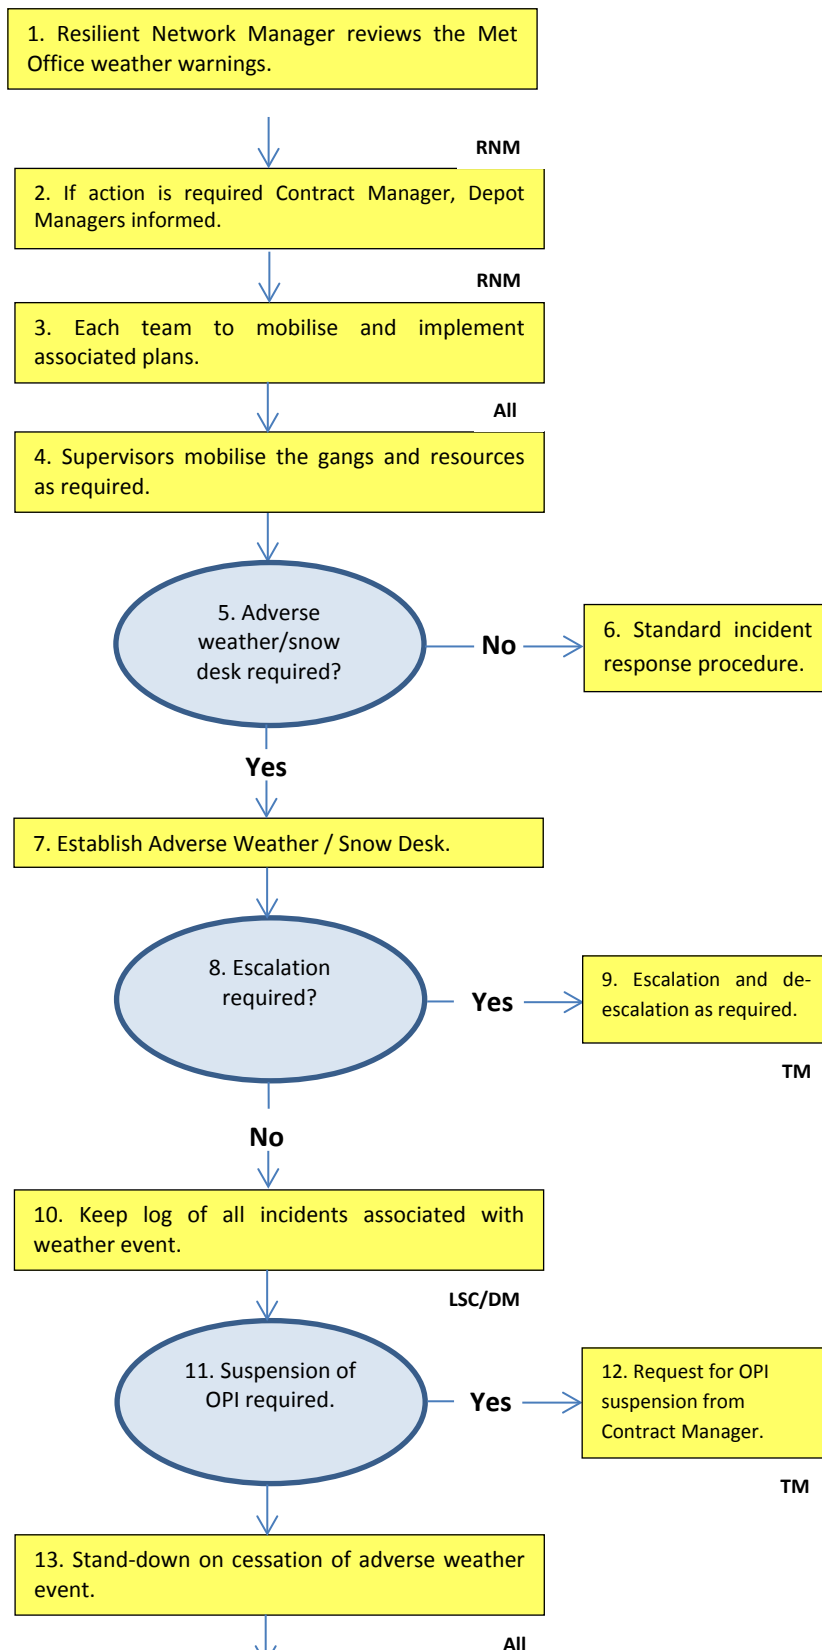 1. Resilient Network Manager reviews the Met
Office weather warnings.
RNM
2. If action is required Contract Manager, Depot
Managers informed.
RNM
3. Each team to mobilise and implement
associated plans.
All
4. Supervisors mobilise the gangs and resources
as required.
5. Adverse
weather/snow
desk required?
No
6. Standard incident
response procedure.
Yes
7. Establish Adverse Weather / Snow Desk.
8. Escalation
required?
Yes
9. Escalation and de-
escalation as required.
TM
No
10. Keep log of all incidents associated with
weather event.
LSC/DM
11. Suspension of
OPI required.
Yes
12. Request for OPI
suspension from
Contract Manager.
TM
13. Stand-down on cessation of adverse weather
event.
All